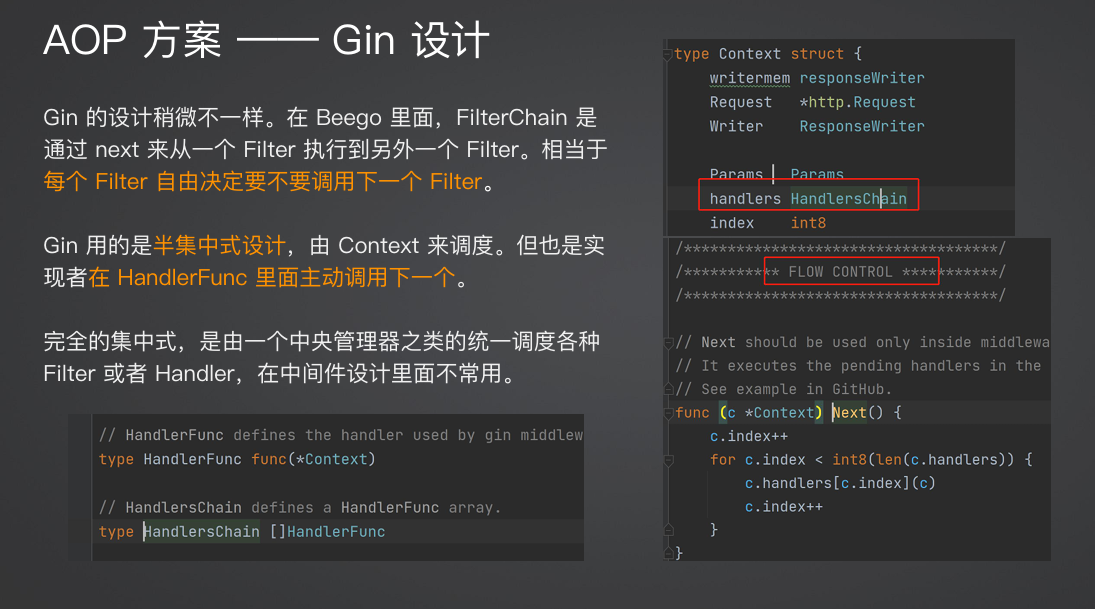 AOP 方案 —— Gin 设计
Gin 的设计稍微不一样。在 Beego 里面，FilterChain 是
通过 next 来从一个 Filter 执行到另外一个 Filter。相当于
每个 Filter 自由决定要不要调用下一个 Filter。
Gin 用的是半集中式设计，由 Context 来调度。但也是实
现者在 HandlerFunc 里面主动调用下一个。
完全的集中式，是由一个中央管理器之类的统一调度各种
Filter 或者 Handler，在中间件设计里面不常用。
// HandlerFunc defines the handler used by gin middlew
type HandlerFunc func(*Context)
// HandlersChain defines a HandlerFunc array.
type HandlersChain []HandlerFunc
type Context struct {
writermem responseWriter
Request *http.Request
Writer ResponseWriter
Params Params
handlers HandlersChain
index int8
/************************************/
/*********** FLOW CONTROL ***********/
/************************************/
// Next should be used only inside middlewa
// It executes the pending handlers in the
// See example in GitHub.
func (c *Context) Next() {
c.index++
for c.index < int8(len(c.handlers)) {
c.handlers[c.index](c)
c.index++
}
}